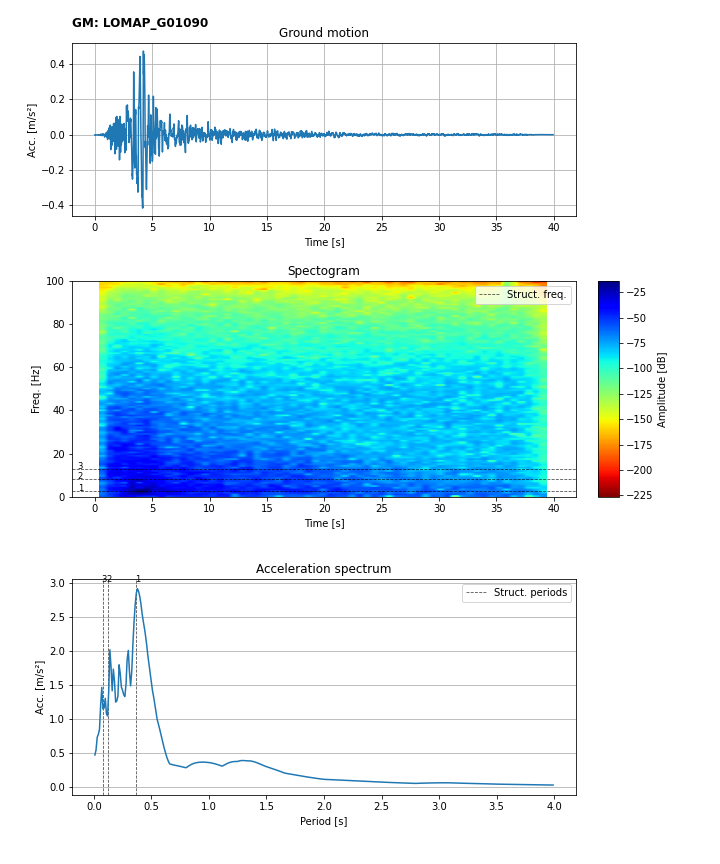 GM: LOMAP_G01090
Ground motion
0.4
0.2
0.0
−0.2
−0.4
Acc. [m/s²]
0 5 10 15 20 25 30 35 40
Time [s]
Spectogram
100
80
60
40
20
0
Freq. [Hz]
Struct. freq.
3
2
1
0 5 10 15 20 25 30 35 40
Time [s]
−25
−50
−75
−100
−125
−150
−175
−200
−225
Amplitude [dB]
Acceleration spectrum
32 1
3.0
2.5
2.0
1.5
1.0
0.5
0.0
Acc. [m/s²]
Struct. periods
0.0 0.5 1.0 1.5 2.0 2.5 3.0 3.5 4.0
Period [s]